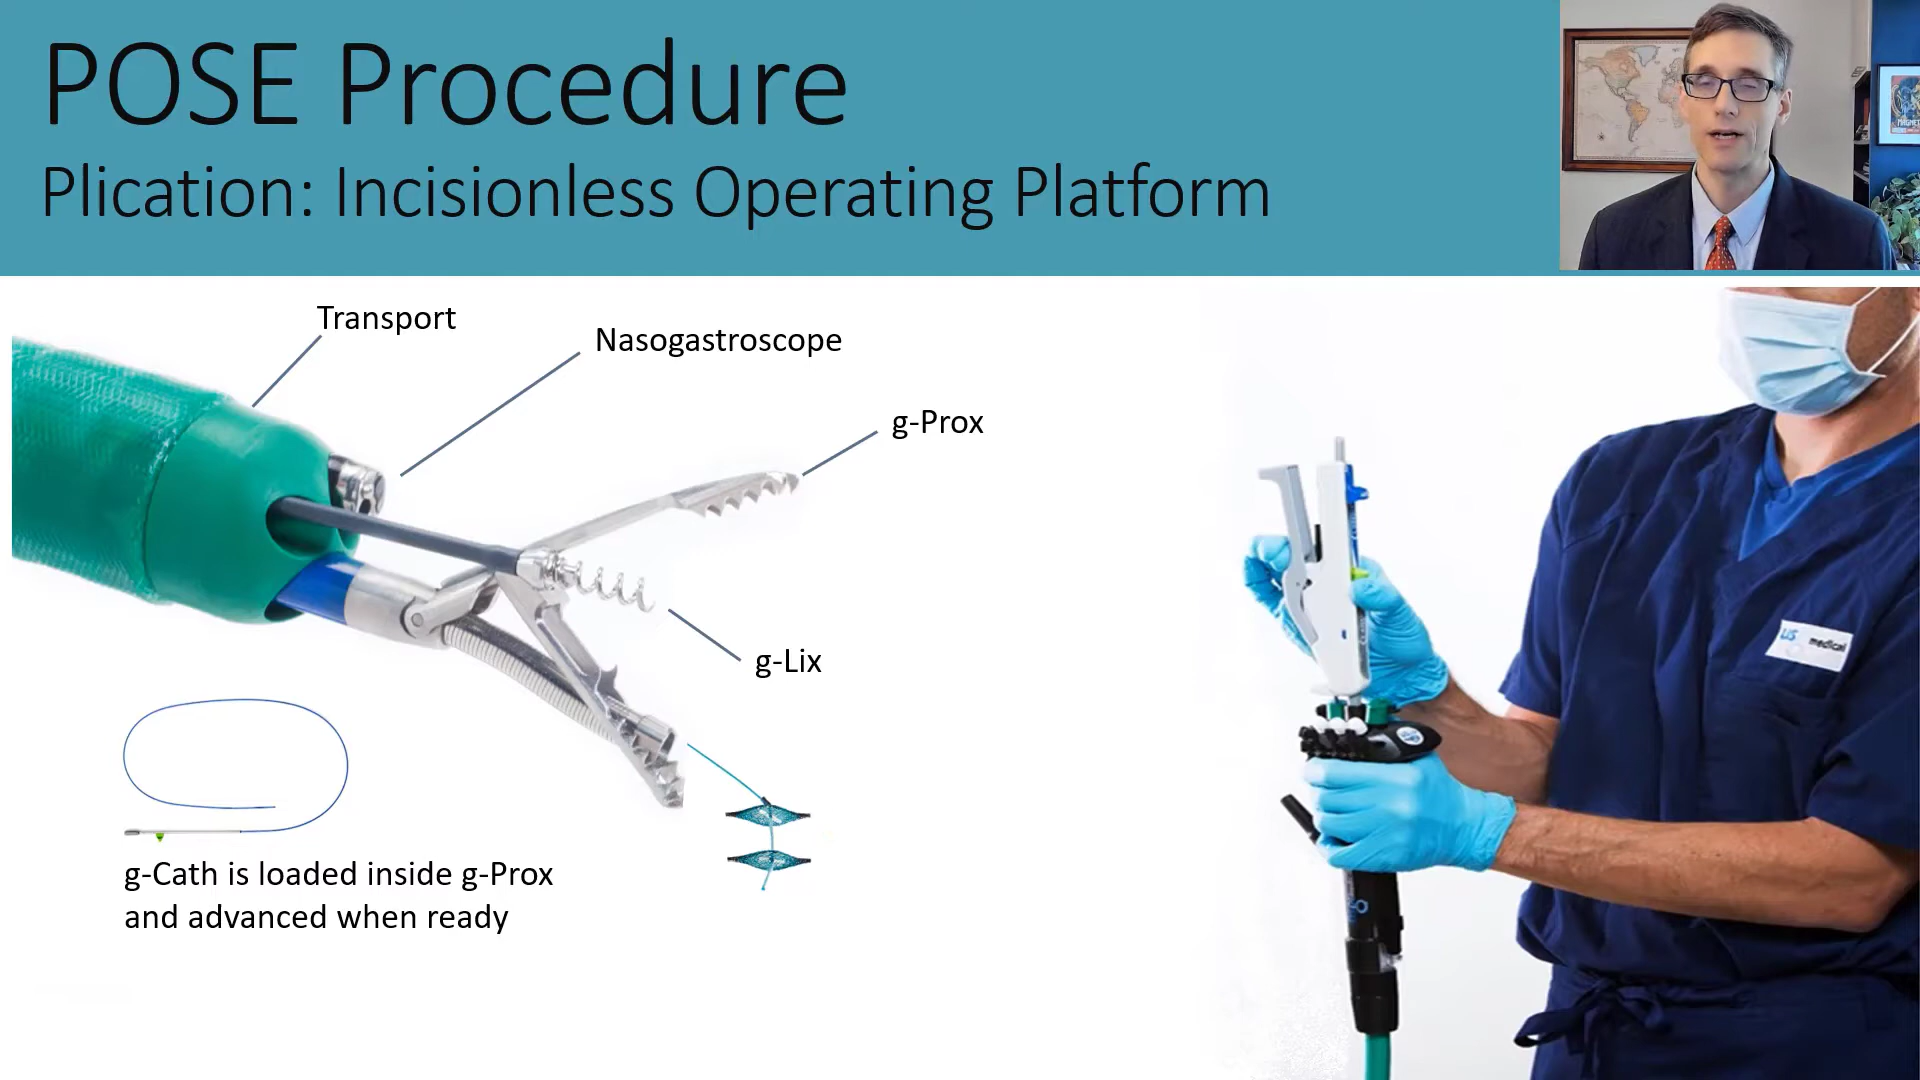 POSE Procedure
Plication: Incisionless Operating Platform
Transport
Nasogastroscope
g-Prox
g-Lix
g-Cath is loaded inside g-Prox
and advanced when ready
medical